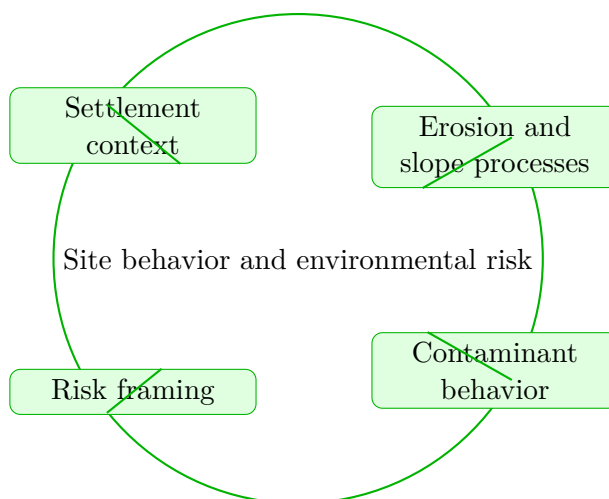 Settlement
context
Erosion and
slope processes
Site behavior and environmental risk
Risk framing
Contaminant
behavior